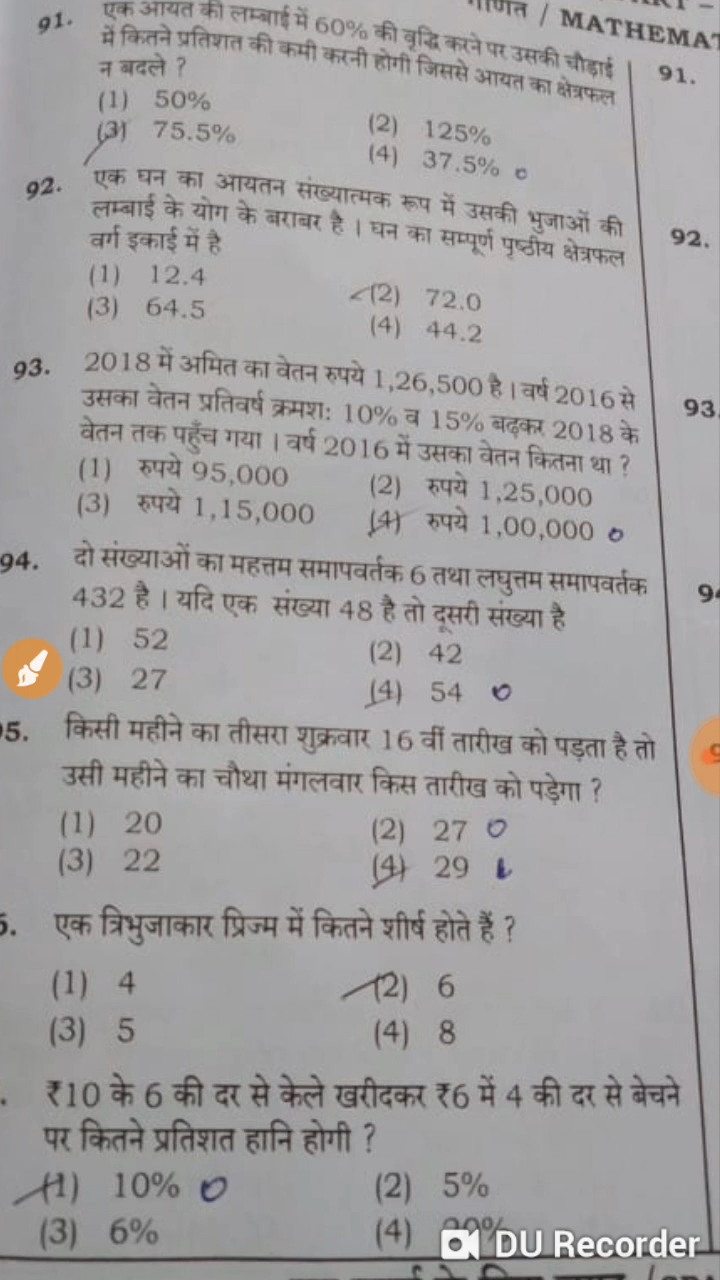 गणित / MATHEMAT
91. एक आयत की लम्बाई में 60% की वृद्धि करने पर उसकी चौड़ाई
में कितने प्रतिशत की कमी करनी होगी जिससे आयत का क्षेत्रफल
न बदले ?
(1) 50%
(2) 125%
(3) 75.5%
(4) 37.5%
92. एक घन का आयतन संख्यात्मक रूप में उसकी भुजाओं की
लम्बाई के योग के बराबर है । घन का सम्पूर्ण पृष्ठीय क्षेत्रफल
वर्ग इकाई में है
(1) 12.4
(2) 72.0
(3) 64.5
(4) 44.2
93. 2018 में अमित का वेतन रुपये 1,26,500 है । वर्ष 2016 से
उसका वेतन प्रतिवर्ष क्रमशः 10% व 15% बढ़कर 2018 के
वेतन तक पहुँच गया । वर्ष 2016 में उसका वेतन कितना था ?
(1) रुपये 95,000
(2) रुपये 1,25,000
(3) रुपये 1,15,000
(4) रुपये 1,00,000
94. दो संख्याओं का महत्तम समापवर्तक 6 तथा लघुत्तम समापवर्तक
432 है । यदि एक संख्या 48 है तो दूसरी संख्या है
(1) 52
(2) 42
(3) 27
(4) 54
5. किसी महीने का तीसरा शुक्रवार 16 वीं तारीख को पड़ता है तो
उसी महीने का चौथा मंगलवार किस तारीख को पड़ेगा ?
(1) 20
(2) 27
(3) 22
(4) 29
एक त्रिभुजाकार प्रिज्म में कितने शीर्ष होते हैं ?
(1) 4
(2) 6
(3) 5
(4) 8
₹10 के 6 की दर से केले खरीदकर ₹6 में 4 की दर से बेचने
पर कितने प्रतिशत हानि होगी ?
(1) 10%
(2) 5%
(3) 6%
(4) 20%
91.
92.
93.
DU Recorder